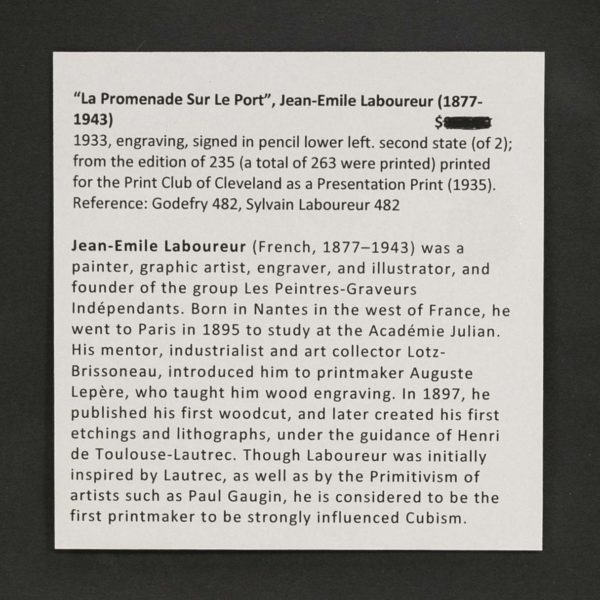 “La Promenade Sur Le Port”, Jean-Emile Laboureur (1877-
1943) $
1933, engraving, signed in pencil lower left. second state (of 2);
from the edition of 235 (a total of 263 were printed) printed
for the Print Club of Cleveland as a Presentation Print (1935).
Reference: Godefry 482, Sylvain Laboureur 482
Jean-Emile Laboureur (French, 1877–1943) was a
painter, graphic artist, engraver, and illustrator, and
founder of the group Les Peintres-Graveurs
Indépendants. Born in Nantes in the west of France, he
went to Paris in 1895 to study at the Académie Julian.
His mentor, industrialist and art collector Lotz-
Brissoneau, introduced him to printmaker Auguste
Lepère, who taught him wood engraving. In 1897, he
published his first woodcut, and later created his first
etchings and lithographs, under the guidance of Henri
de Toulouse-Lautrec. Though Laboureur was initially
inspired by Lautrec, as well as by the Primitivism of
artists such as Paul Gaugin, he is considered to be the
first printmaker to be strongly influenced Cubism.